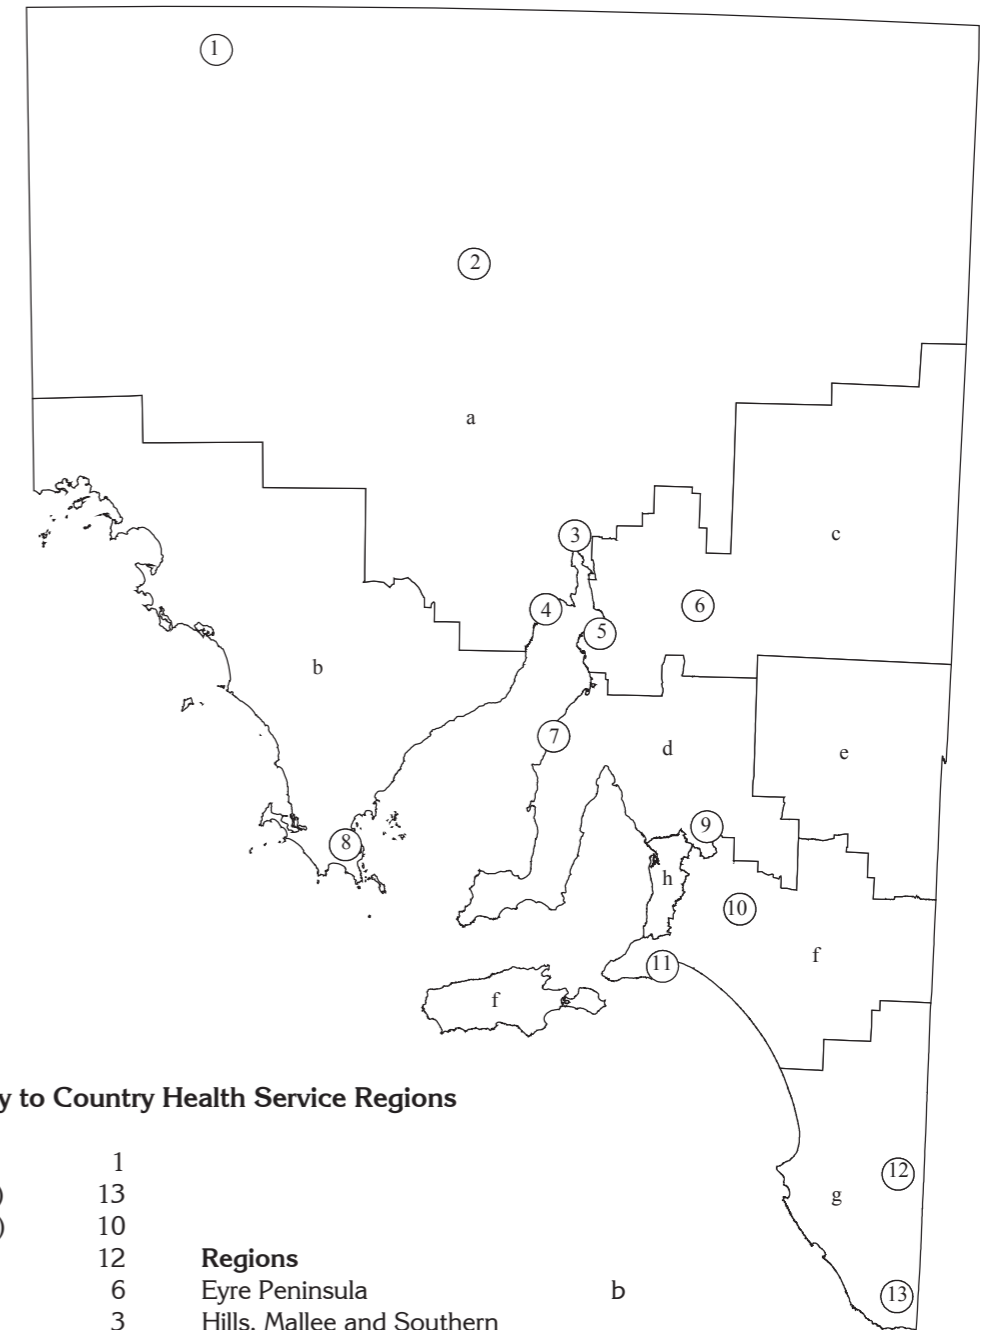 1
2
a
3
c
4
6
5
b
7
d
e
9
8
h
10
f
11
f
y to Country Health Service Regions
1
12
) 13
g
) 10
12 Regions
6 Eyre Peninsula b
13
3 Hills, Mallee and Southern